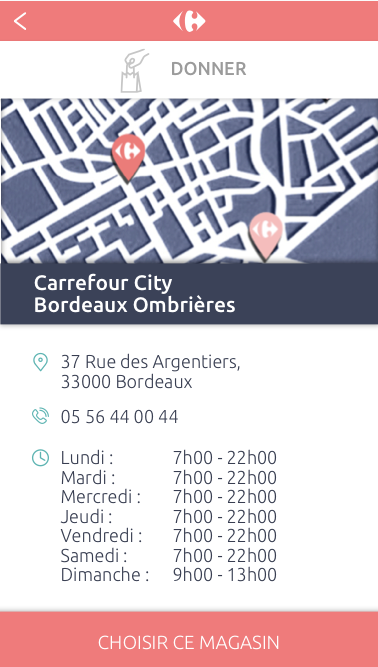 DONNER
Carrefour City
Bordeaux Ombrières
37 Rue des Argentiers,
33000 Bordeaux
05 56 44 00 44
Lundi : 7h00 - 22h00
Mardi : 7h00 - 22h00
Mercredi : 7h00 - 22h00
Jeudi : 7h00 - 22h00
Vendredi : 7h00 - 22h00
Samedi : 7h00 - 22h00
Dimanche : 9h00 - 13h00
CHOISIR CE MAGASIN